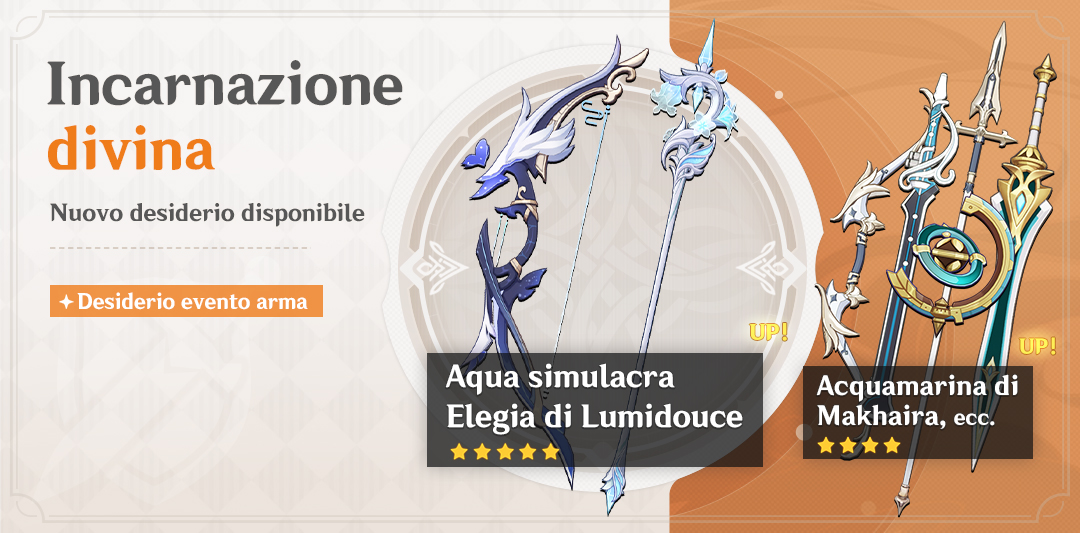 Incarnazione
divina
Nuovo desiderio disponibile
Desiderio evento arma
UP!
Aqua simulacra
Elegia di Lumidouce
UP!
Acquamarina di
Makhaira, ecc.